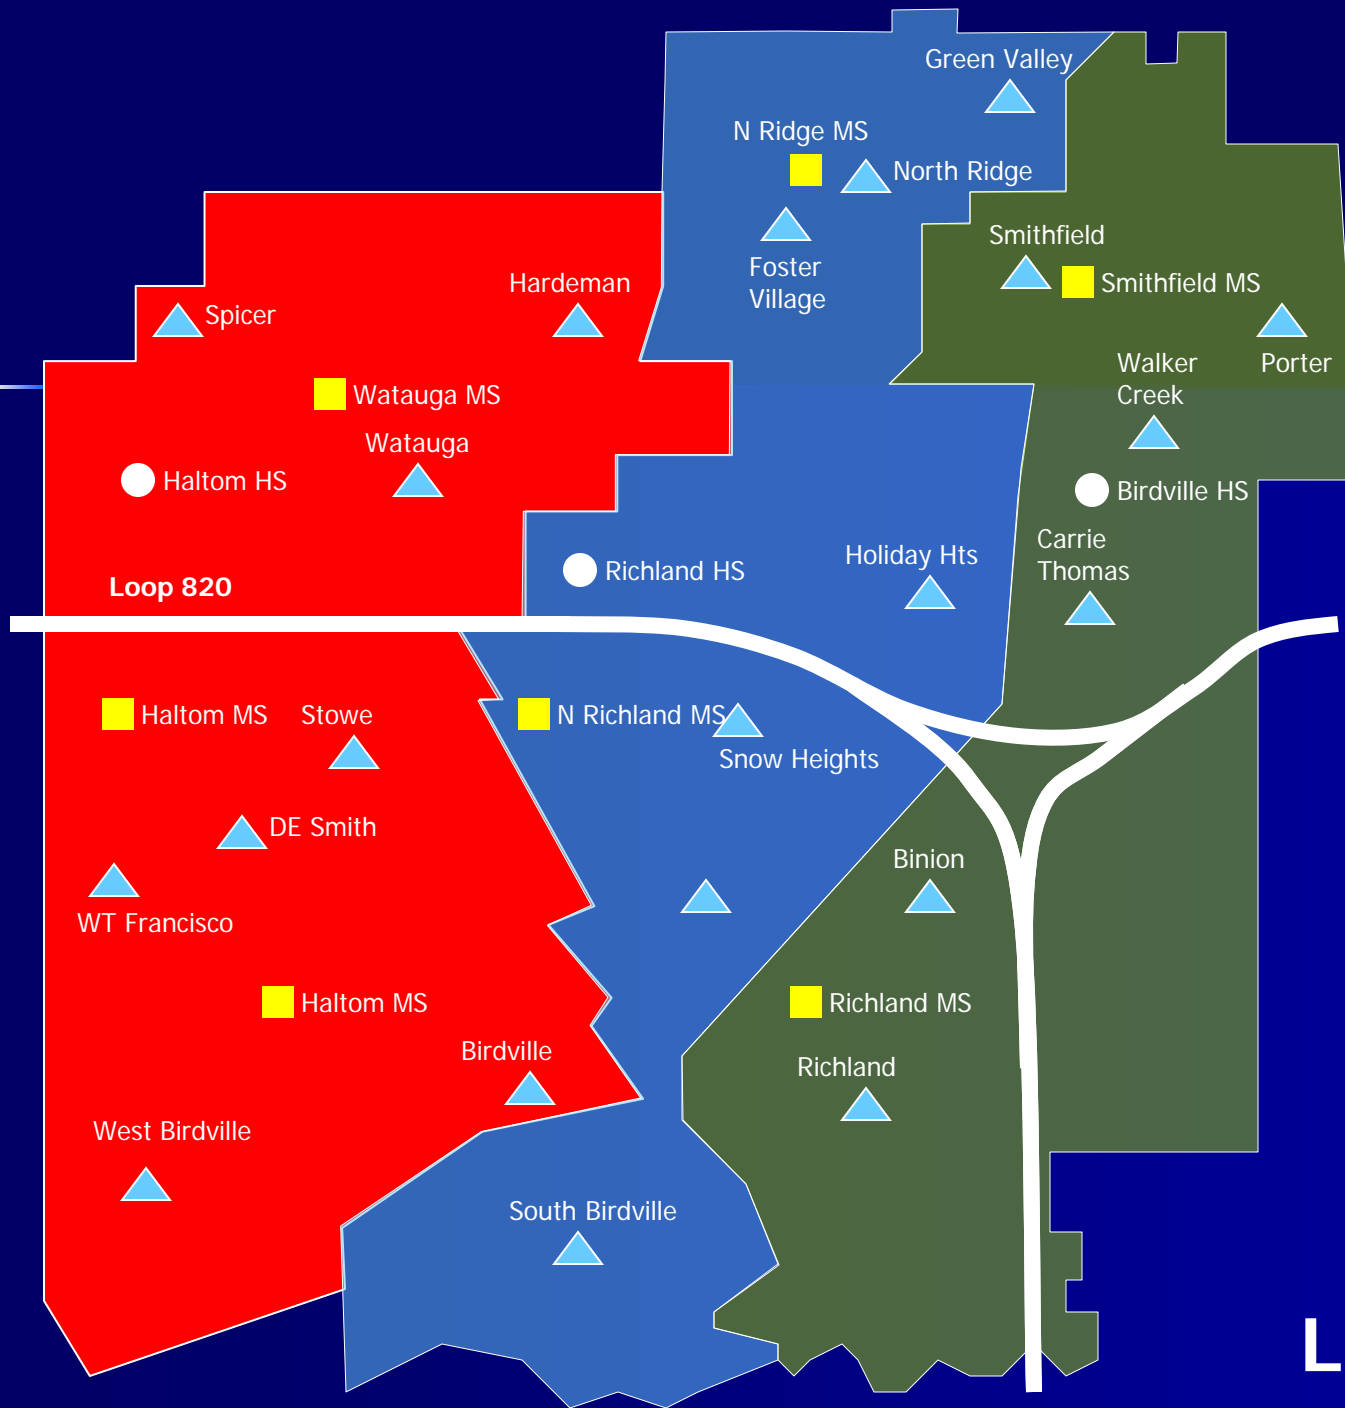 Green Valley
N Ridge MS
North Ridge
Foster
Village
Smithfield
Smithfield MS
Hardeman
Spicer
Walker
Creek
Porter
Watauga MS
Watauga
Haltom HS
Birdville HS
Carrie
Thomas
Holiday Hts
Richland HS
Loop 820
Haltom MS
Stowe
N Richland MS
Snow Heights
DE Smith
Binion
WT Francisco
Haltom MS
Richland MS
Birdville
Richland
West Birdville
South Birdville
L